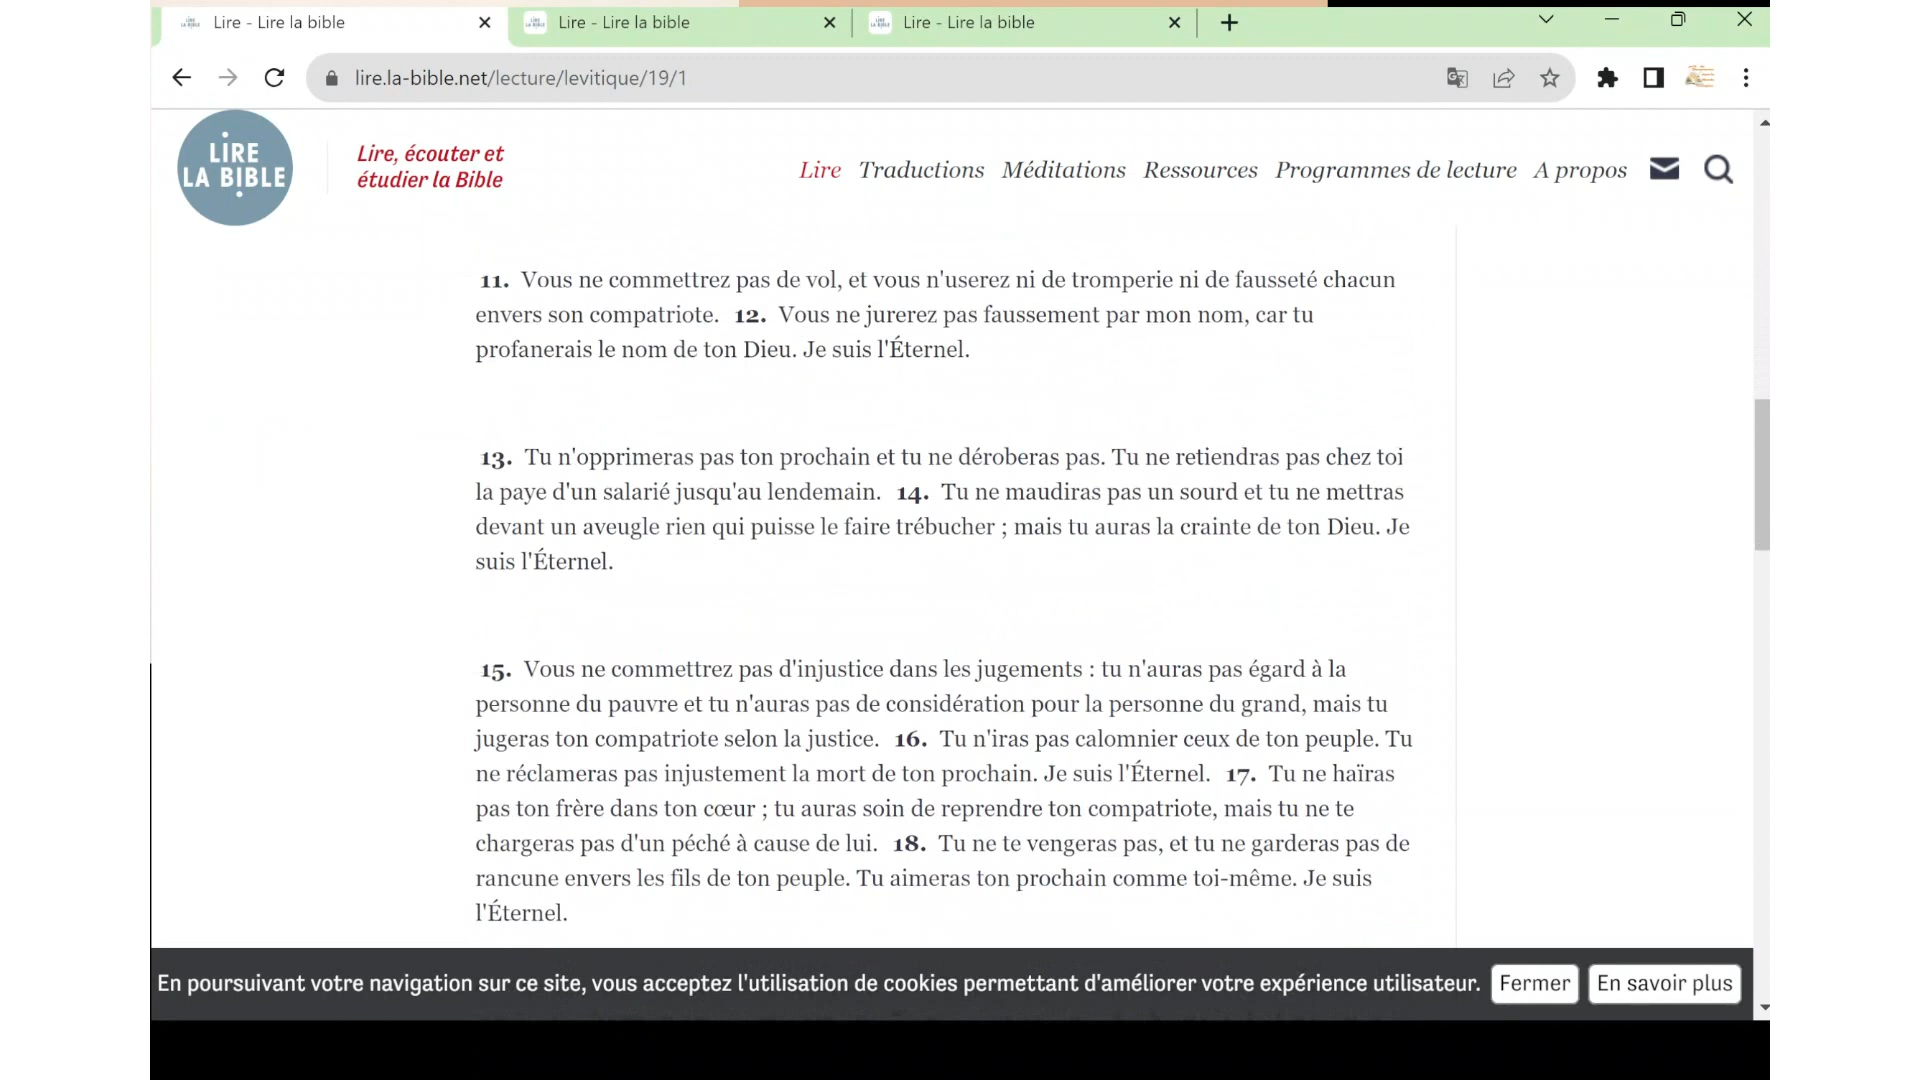 Lire - Lire la bible
Lire - Lire la bible
Lire - Lire la bible
lire.la-bible.net/lecture/levitique/19/1
LIRE
LA BIBLE
Lire, écouter et
étudier la Bible
Lire Traductions Méditations Ressources Programmes de lecture A propos
11. Vous ne commettrez pas de vol, et vous n'userez ni de tromperie ni de fausseté chacun
envers son compatriote. 12. Vous ne jurerez pas faussement par mon nom, car tu
profanerais le nom de ton Dieu. Je suis l'Éternel.
13. Tu n'opprimeras pas ton prochain et tu ne déroberas pas. Tu ne retiendras pas chez toi
la paye d'un salarié jusqu'au lendemain. 14. Tu ne maudiras pas un sourd et tu ne mettras
devant un aveugle rien qui puisse le faire trébucher ; mais tu auras la crainte de ton Dieu. Je
suis l'Éternel.
15. Vous ne commettrez pas d'injustice dans les jugements : tu n'auras pas égard à la
personne du pauvre et tu n'auras pas de considération pour la personne du grand, mais tu
jugeras ton compatriote selon la justice. 16. Tu n'iras pas calomnier ceux de ton peuple. Tu
ne réclameras pas injustement la mort de ton prochain. Je suis l'Éternel. 17. Tu ne haïras
pas ton frère dans ton cœur ; tu auras soin de reprendre ton compatriote, mais tu ne te
chargeras pas d'un péché à cause de lui. 18. Tu ne te vengeras pas, et tu ne garderas pas de
rancune envers les fils de ton peuple. Tu aimeras ton prochain comme toi-même. Je suis
l'Éternel.
En poursuivant votre navigation sur ce site, vous acceptez l'utilisation de cookies permettant d'améliorer votre expérience utilisateur. Fermer En savoir plus